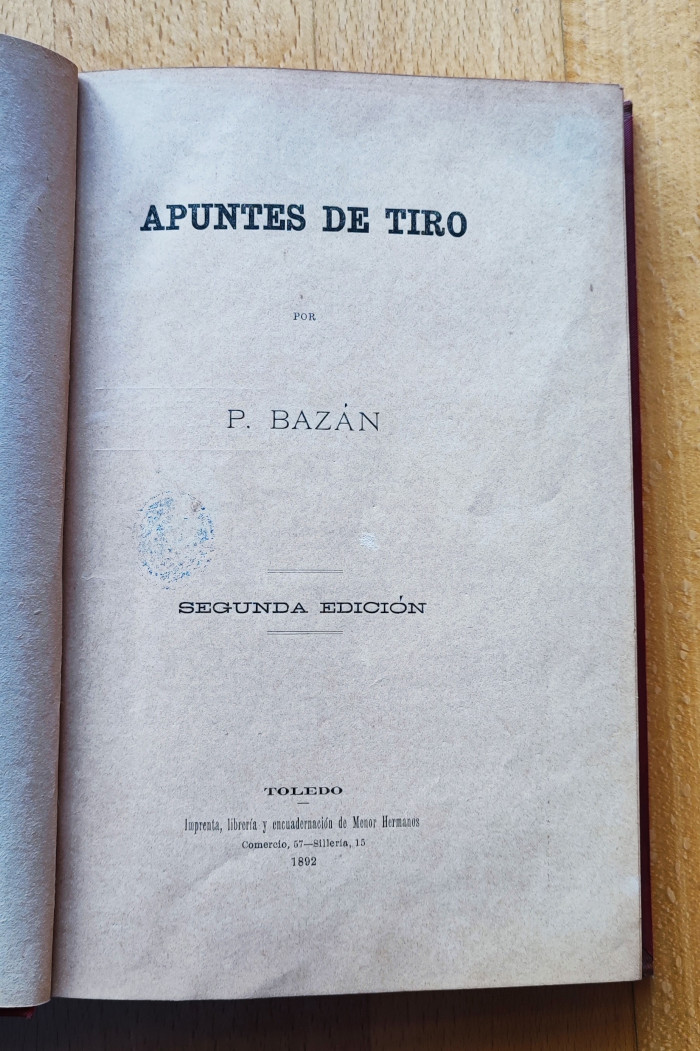 APUNTES DE TIRO
POR
P. BAZÁN
SEGUNDA EDICIÓN
TOLEDO
Imprenta, librería y encuadernación de Menor Hermanos
Comercio, 57—Sillería, 15
1892